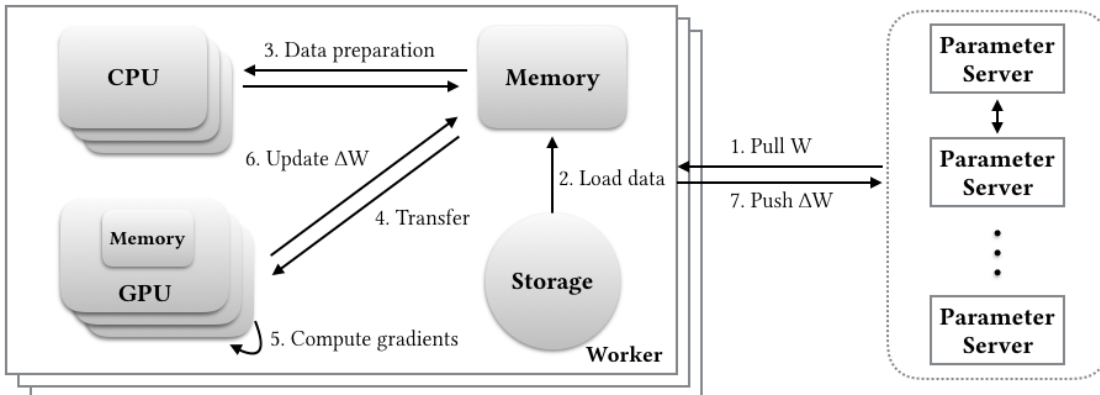 CPU
3. Data preparation
Memory
6. Update ΔW
4. Transfer
2. Load data
Memory
GPU
5. Compute gradients
Storage
Worker
1. Pull W
7. Push ΔW
Parameter
Server
Parameter
Server
Parameter
Server